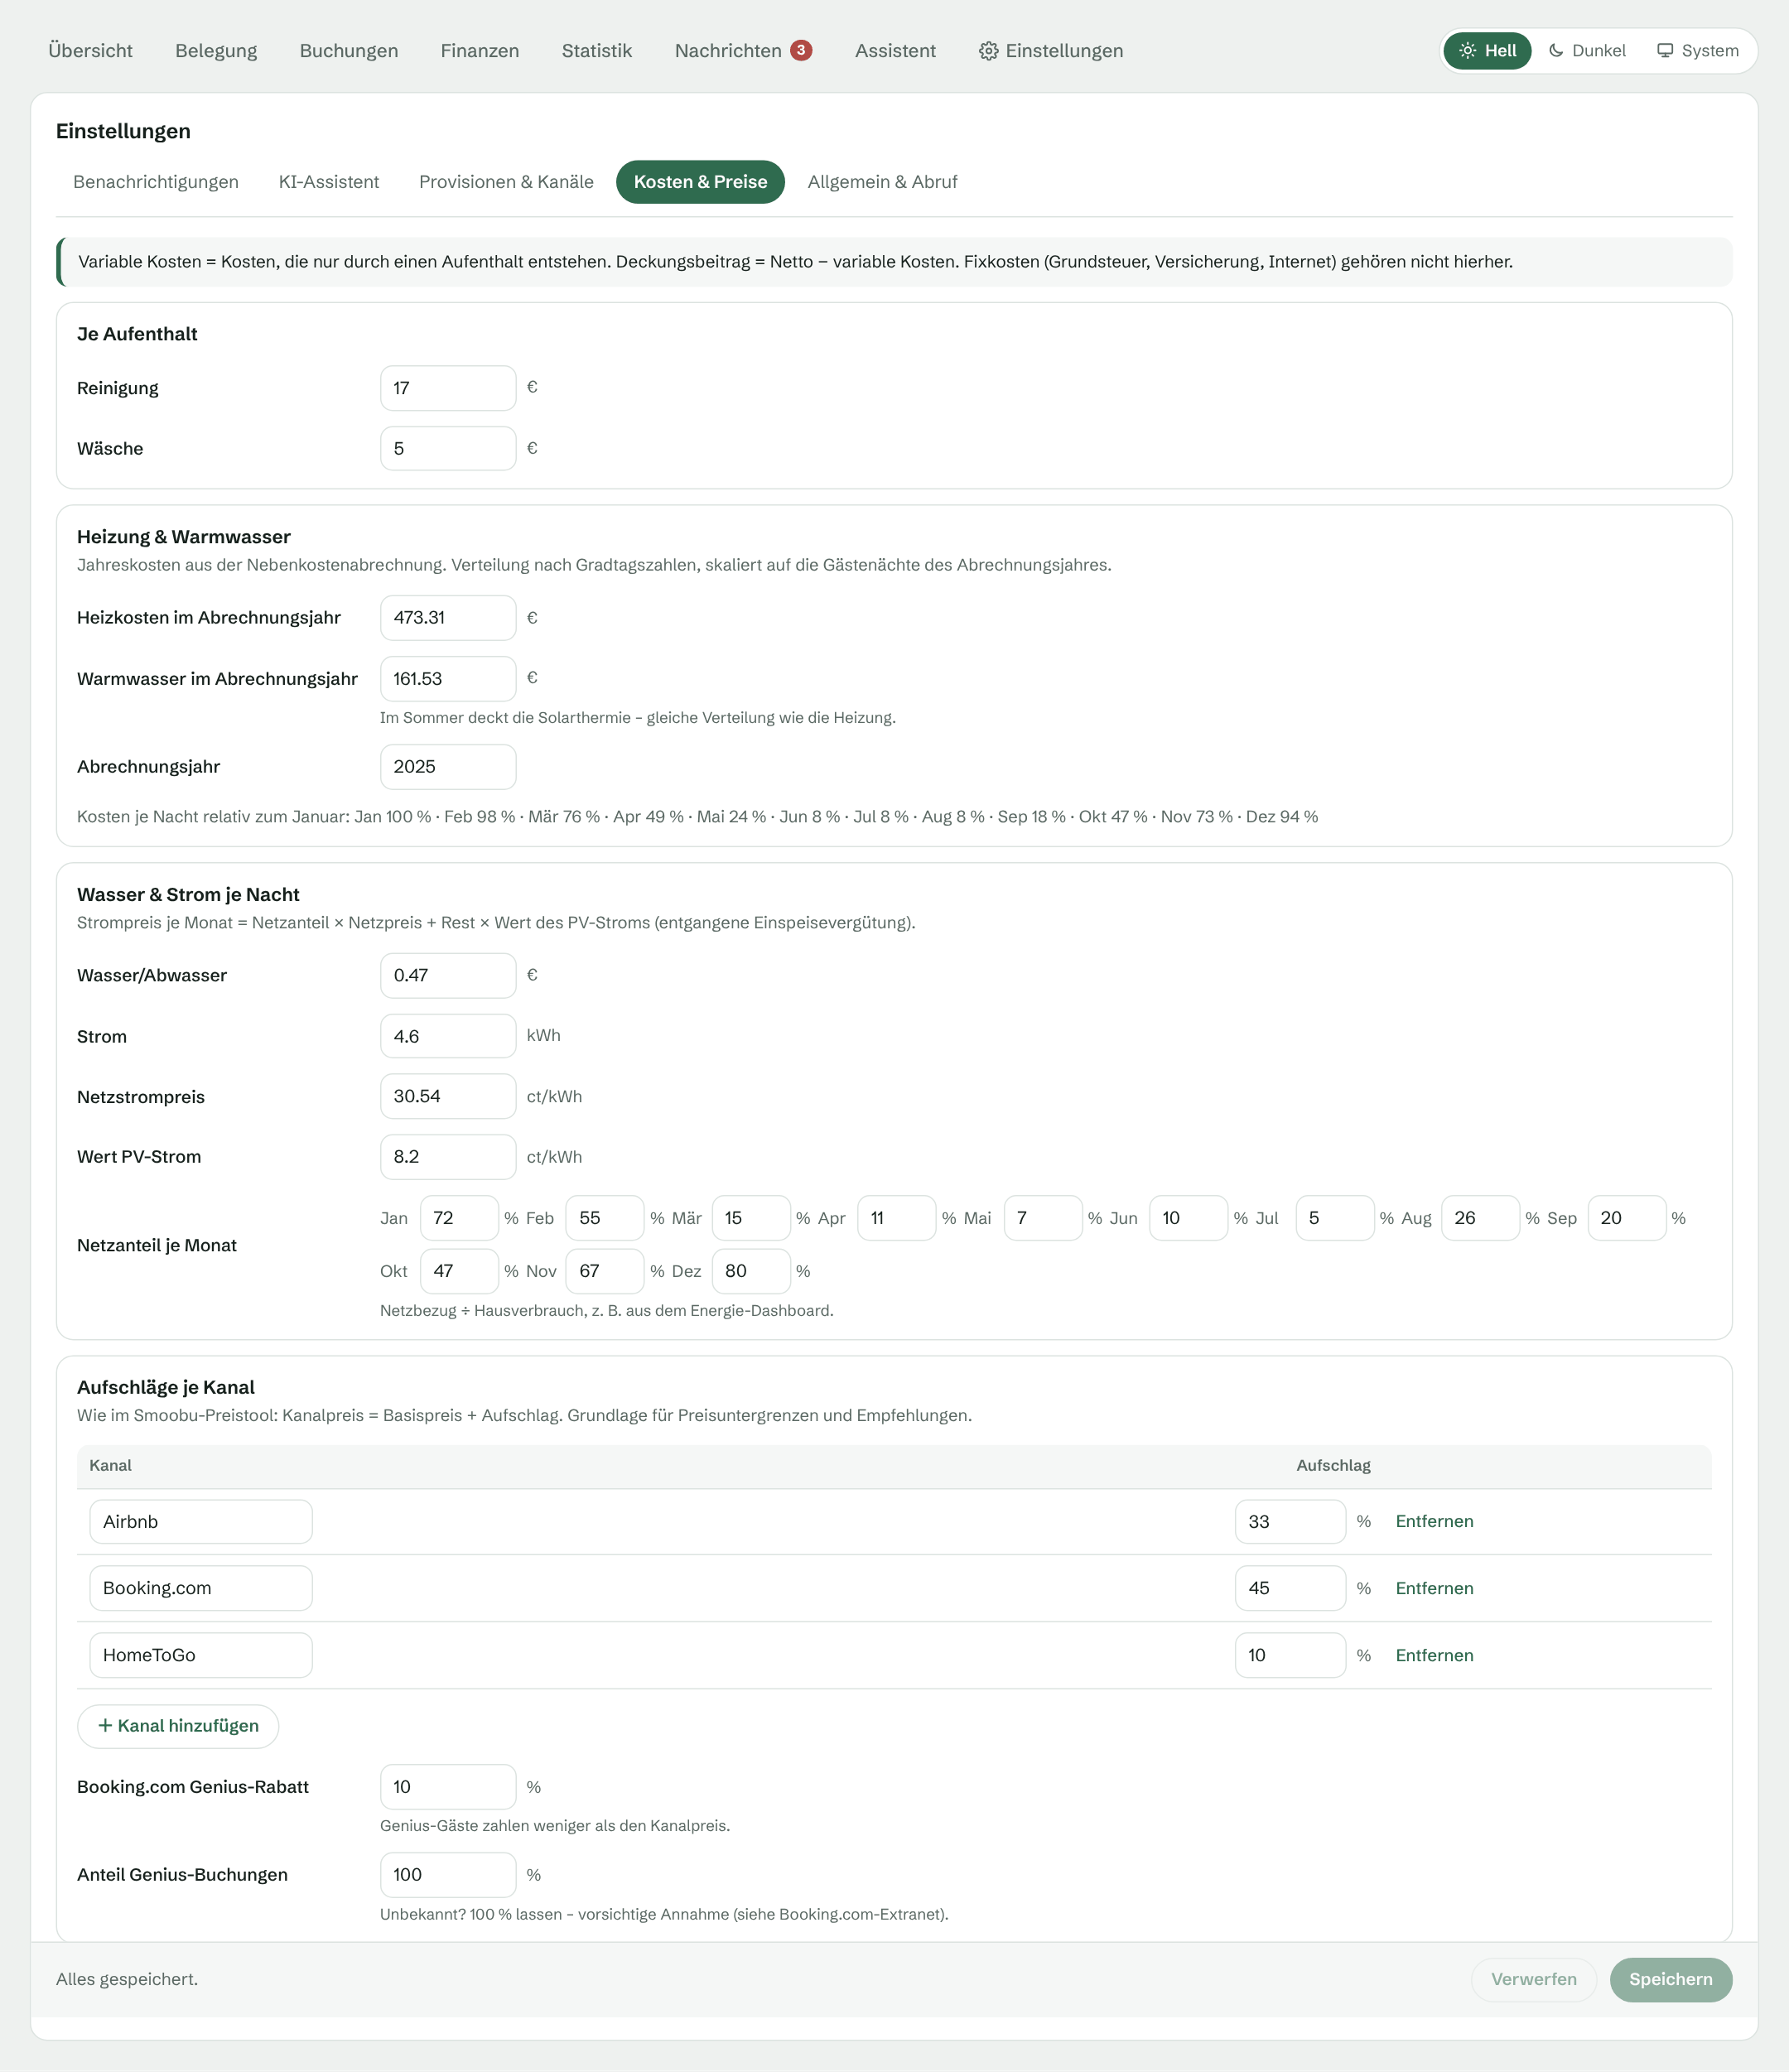 Übersicht Belegung Buchungen Finanzen Statistik Nachrichten 3 Assistent Einstellungen Hell Dunkel System
Einstellungen
Benachrichtigungen KI-Assistent Provisionen & Kanäle Kosten & Preise Allgemein & Abruf
Variable Kosten = Kosten, die nur durch einen Aufenthalt entstehen. Deckungsbeitrag = Netto − variable Kosten. Fixkosten (Grundsteuer, Versicherung, Internet) gehören nicht hierher.
Je Aufenthalt
Reinigung 17 €
Wäsche 5 €
Heizung & Warmwasser
Jahreskosten aus der Nebenkostenabrechnung. Verteilung nach Gradtagszahlen, skaliert auf die Gästenächte des Abrechnungsjahres.
Heizkosten im Abrechnungsjahr 473.31 €
Warmwasser im Abrechnungsjahr 161.53 €
Im Sommer deckt die Solarthermie – gleiche Verteilung wie die Heizung.
Abrechnungsjahr 2025
Kosten je Nacht relativ zum Januar: Jan 100 % · Feb 98 % · Mär 76 % · Apr 49 % · Mai 24 % · Jun 8 % · Jul 8 % · Aug 8 % · Sep 18 % · Okt 47 % · Nov 73 % · Dez 94 %
Wasser & Strom je Nacht
Strompreis je Monat = Netzanteil × Netzpreis + Rest × Wert des PV-Stroms (entgangene Einspeisevergütung).
Wasser/Abwasser 0.47 €
Strom 4.6 kWh
Netzstrompreis 30.54 ct/kWh
Wert PV-Strom 8.2 ct/kWh
Netzanteil je Monat
Jan 72 % Feb 55 % Mär 15 % Apr 11 % Mai 7 % Jun 10 % Jul 5 % Aug 26 % Sep 20 %
Okt 47 % Nov 67 % Dez 80 %
Netzbezug ÷ Hausverbrauch, z. B. aus dem Energie-Dashboard.
Aufschläge je Kanal
Wie im Smoobu-Preistool: Kanalpreis = Basispreis + Aufschlag. Grundlage für Preisuntergrenzen und Empfehlungen.
Kanal Aufschlag
Airbnb 33 % Entfernen
Booking.com 45 % Entfernen
HomeToGo 10 % Entfernen
+ Kanal hinzufügen
Booking.com Genius-Rabatt 10 %
Genius-Gäste zahlen weniger als den Kanalpreis.
Anteil Genius-Buchungen 100 %
Unbekannt? 100 % lassen – vorsichtige Annahme (siehe Booking.com-Extranet).
Alles gespeichert. Verwerfen Speichern